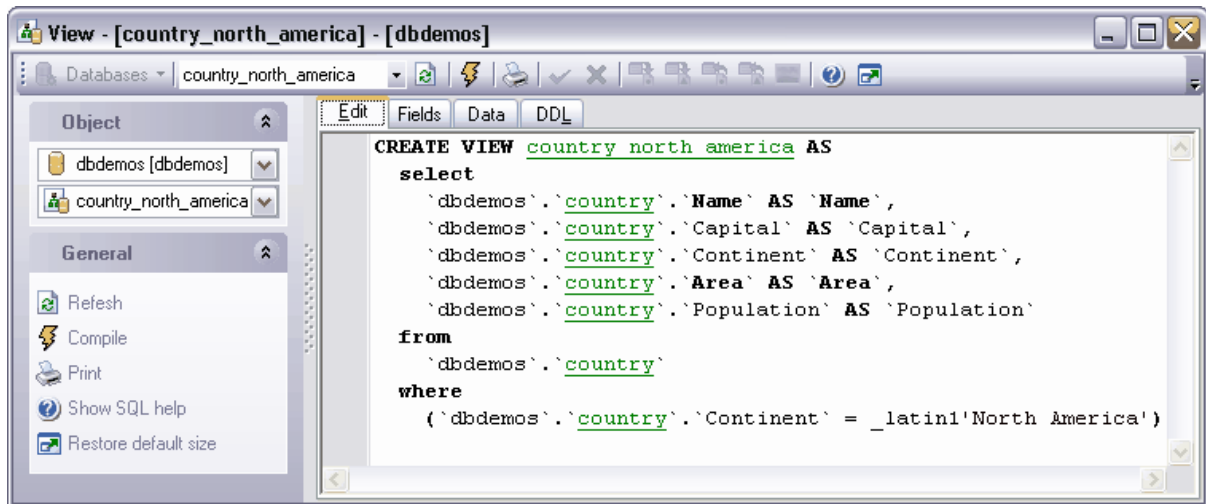 View - [country_north_america] - [dbdemos]
Databases country_north_america
Object
dbdemos [dbdemos]
country_north_america
General
Refesh
Compile
Print
Show SQL help
Restore default size
Edit Fields Data DDL
CREATE VIEW country_north_america AS
select
`dbdemos`.`country`.`Name` AS `Name`,
`dbdemos`.`country`.`Capital` AS `Capital`,
`dbdemos`.`country`.`Continent` AS `Continent`,
`dbdemos`.`country`.`Area` AS `Area`,
`dbdemos`.`country`.`Population` AS `Population`
from
`dbdemos`.`country`
where
(`dbdemos`.`country`.`Continent` = _latin1'North America')